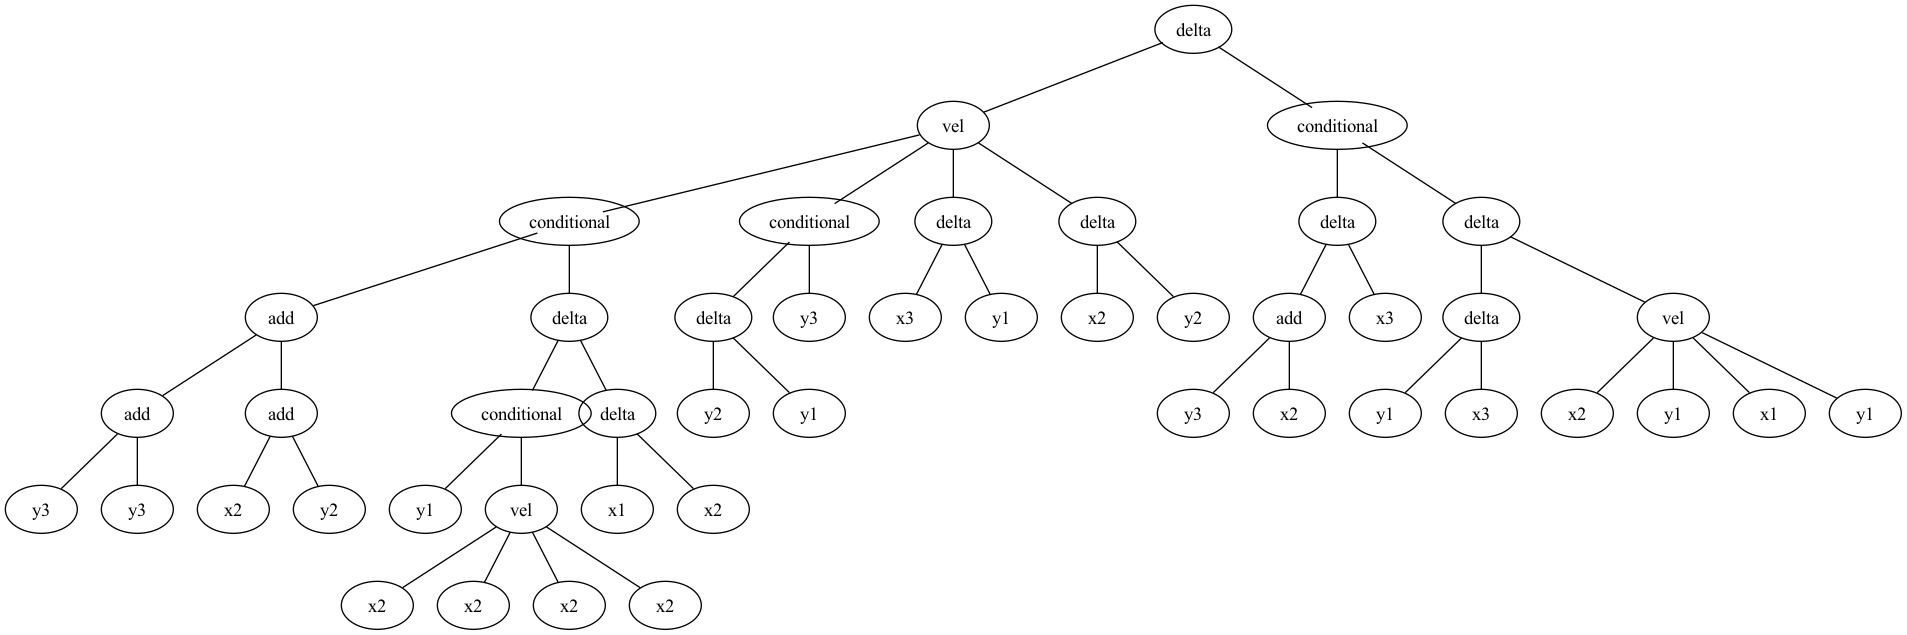 delta
vel conditional
conditional conditional delta delta delta delta
add delta delta y3 x3 y1 x2 y2 add x3 delta vel
add add conditional delta y2 y1 y3 x2 y1 x3 x2 y1 x1 y1
y3 y3 x2 y2 y1 vel x1 x2
x2 x2 x2 x2